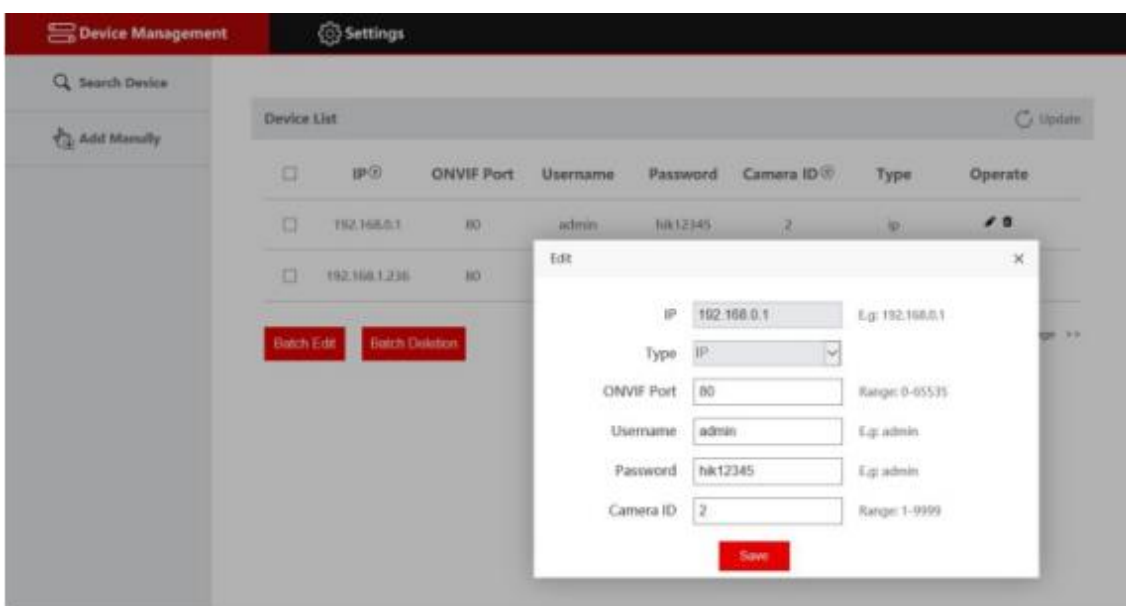 Device Management Settings
Search Device
Add Manully
Device List Update
IP ONVIF Port Username Password Camera ID Type Operate
192.168.0.1 80 admin hik12345 2 ip
192.168.1.236 80
Edit
IP 192.168.0.1 E.g: 192.168.0.1
Type IP
ONVIF Port 80 Range: 0-65535
Username admin E.g: admin
Password hik12345 E.g: admin
Camera ID 2 Range: 1-9999
Save
Batch Edit Batch Deletion >>